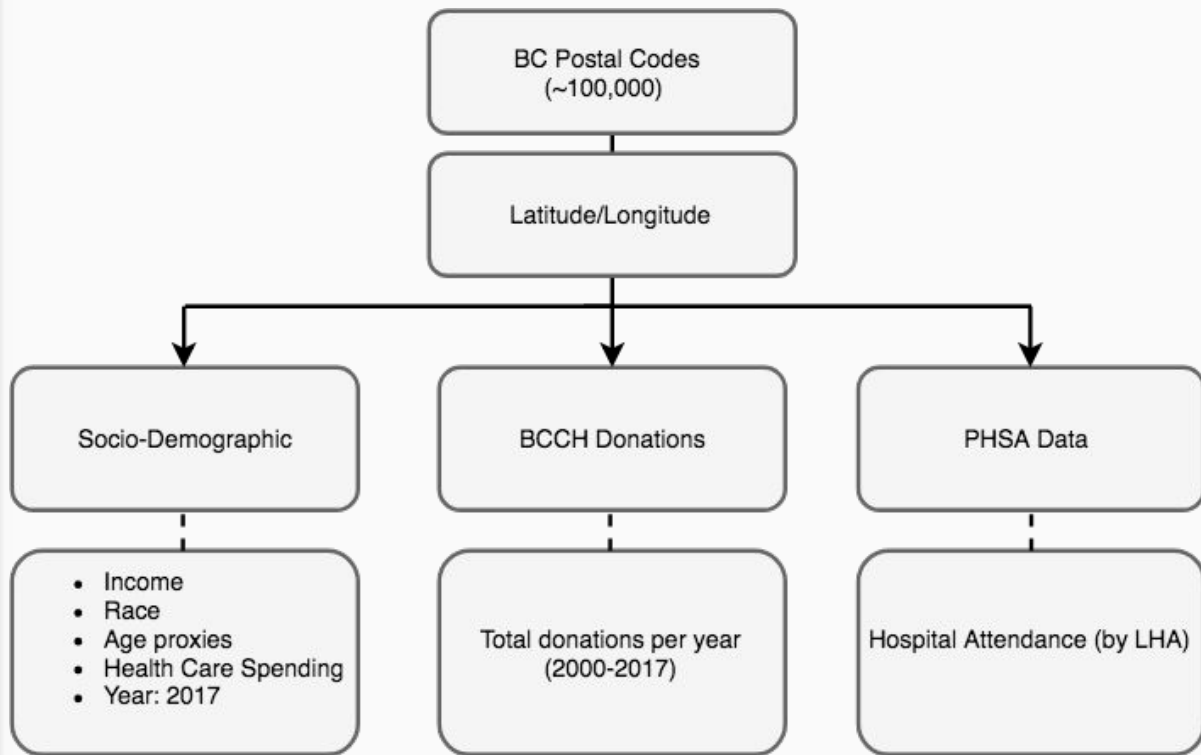 BC Postal Codes
(~100,000)
Latitude/Longitude
Socio-Demographic
BCCH Donations
PHSA Data
• Income
• Race
• Age proxies
• Health Care Spending
• Year: 2017
Total donations per year
(2000-2017)
Hospital Attendance (by LHA)